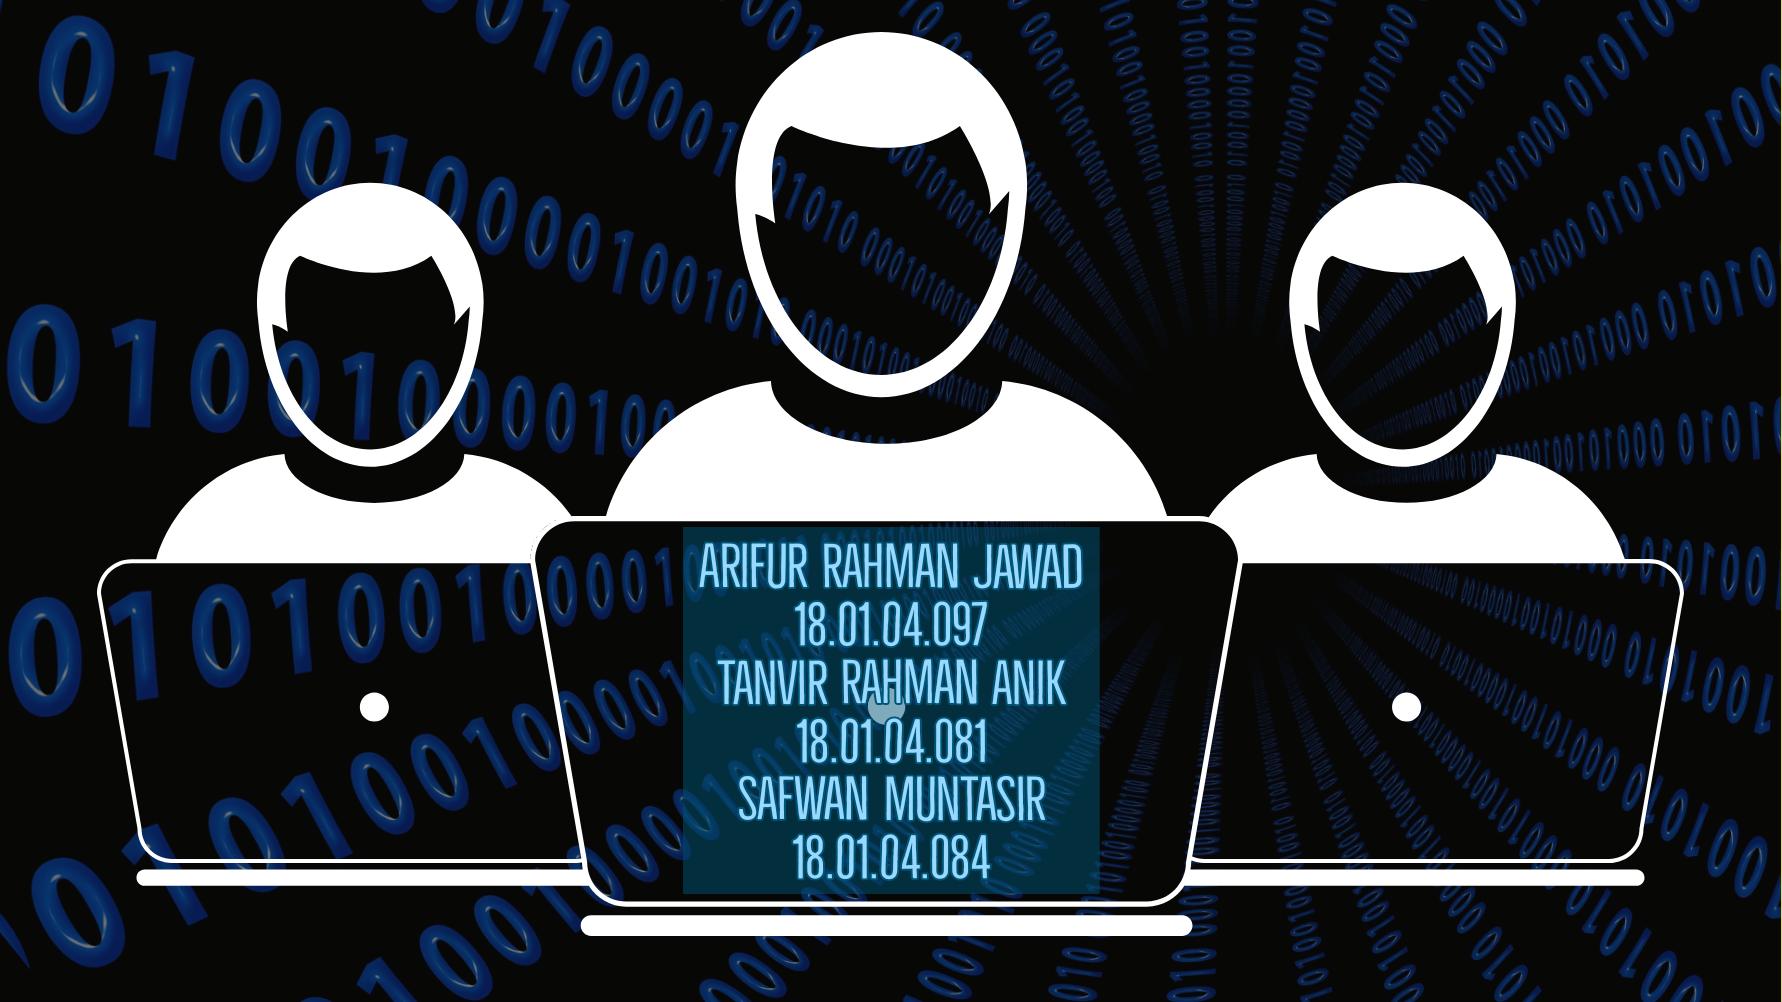 ARIFUR RAHMAN JAWAD
18.01.04.097
TANVIR RAHMAN ANIK
18.01.04.081
SAFWAN MUNTASIR
18.01.04.084